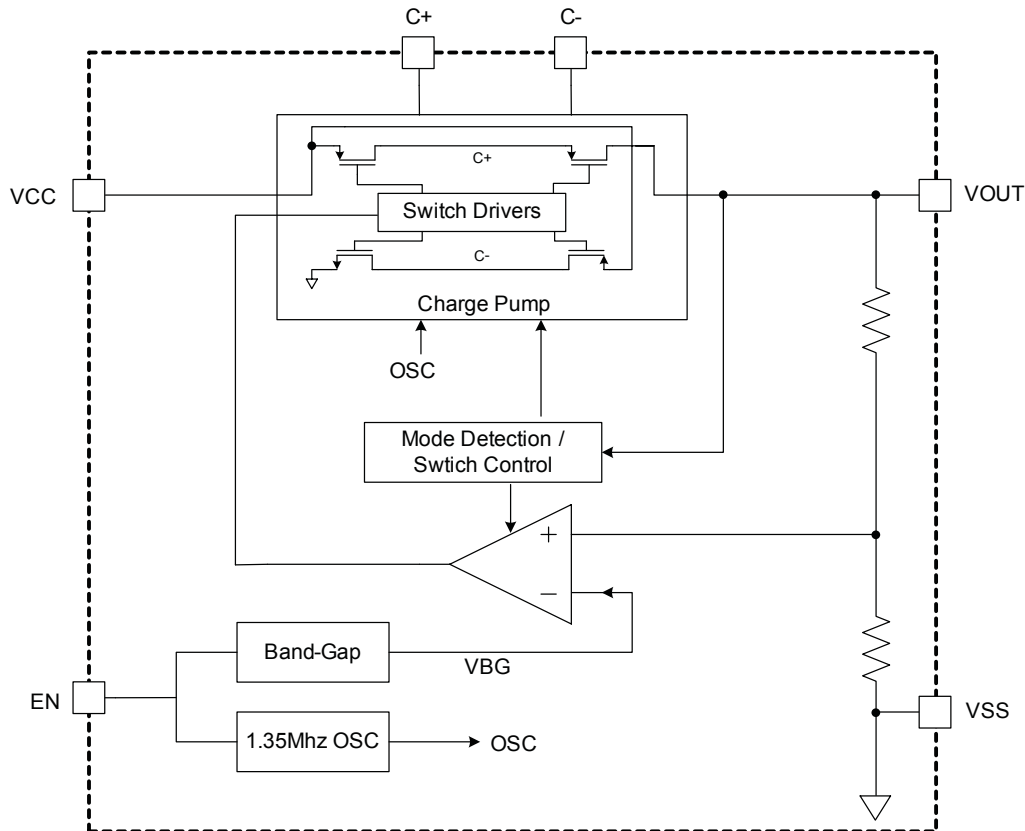 C+
C-
C+
VCC
VOUT
Switch Drivers
C-
Charge Pump
OSC
Mode Detection /
Swtich Control
+
−
Band-Gap
VBG
EN
VSS
1.35Mhz OSC
OSC